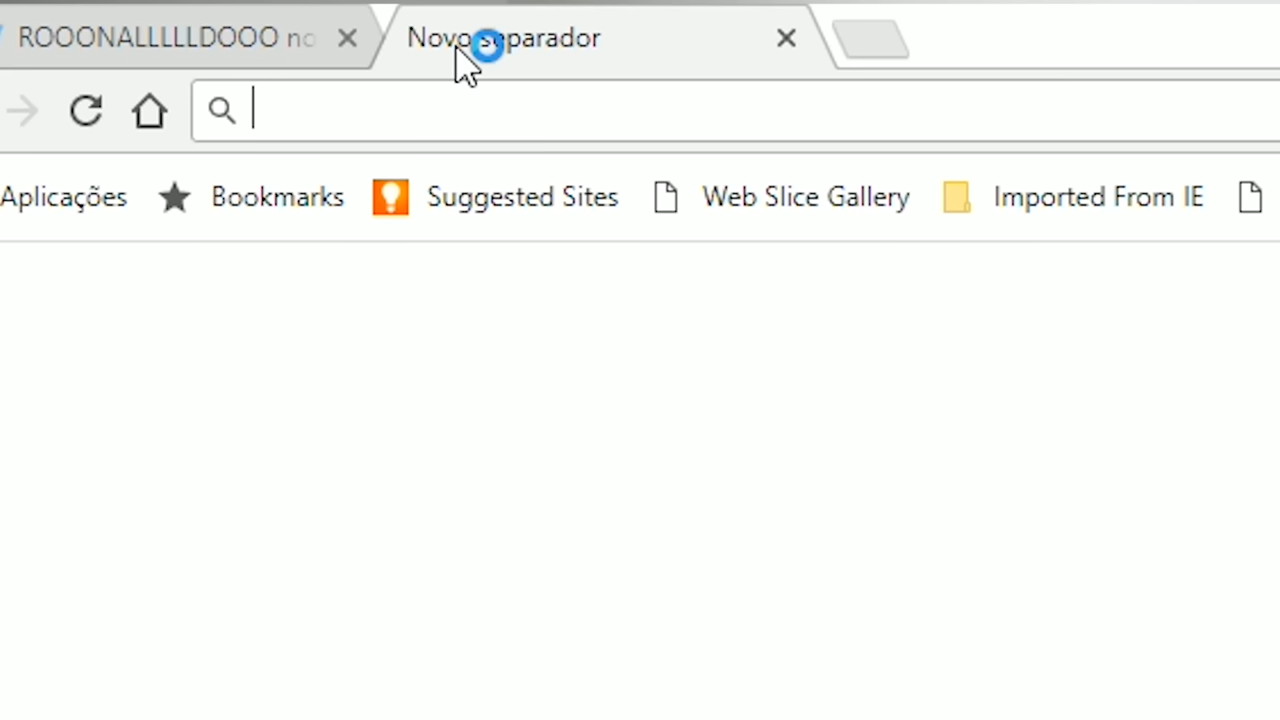 ROOONALLLLLDOOO no
Novo separador
Aplicações Bookmarks Suggested Sites Web Slice Gallery Imported From IE